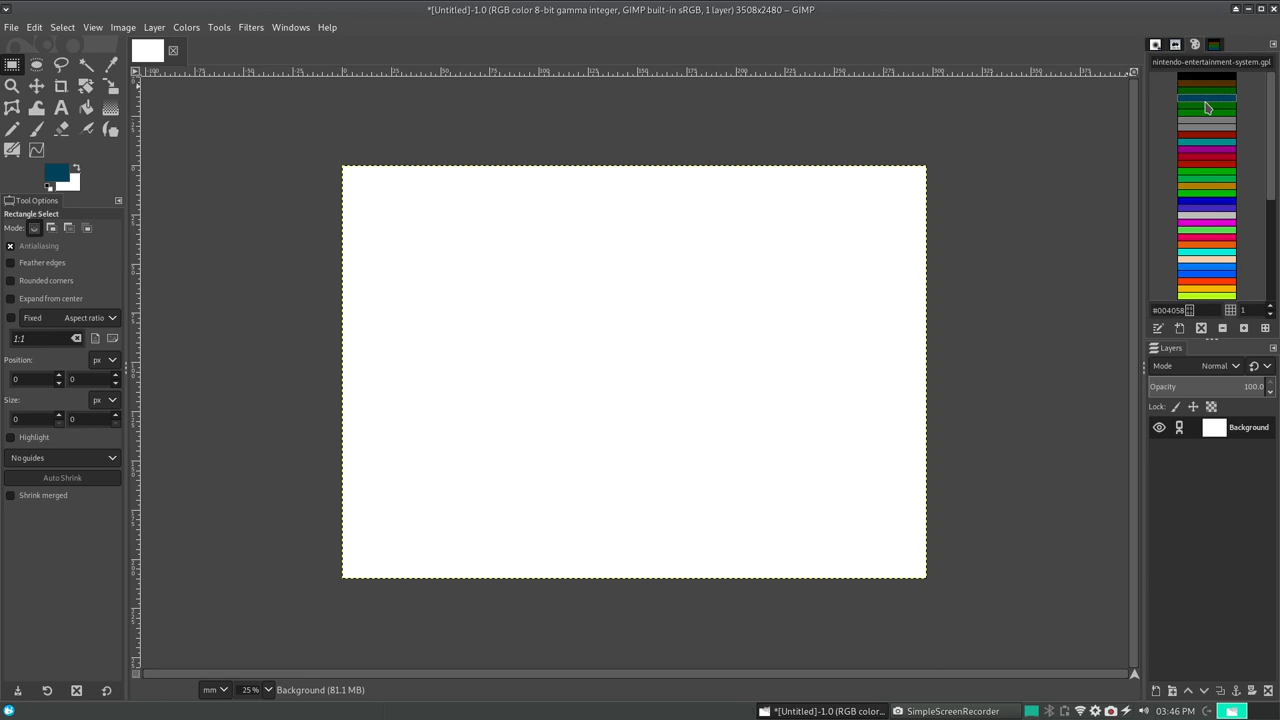 *[Untitled]-1.0 (RGB color 8-bit gamma integer, GIMP built-in sRGB, 1 layer) 3508x2480 – GIMP
File Edit Select View Image Layer Colors Tools Filters Windows Help
nintendo-entertainment-system.gpl
Tool Options
Rectangle Select
Mode:
Antialiasing
Feather edges
Rounded corners
Expand from center
Fixed Aspect ratio
1:1
Position: px
0 0
Size: px
0 0
Highlight
No guides
Auto Shrink
Shrink merged
#004058 1
Layers
Mode Normal
Opacity 100.0
Lock:
Background
mm 25 % Background (81.1 MB)
*[Untitled]-1.0 (RGB color... SimpleScreenRecorder 03:46 PM